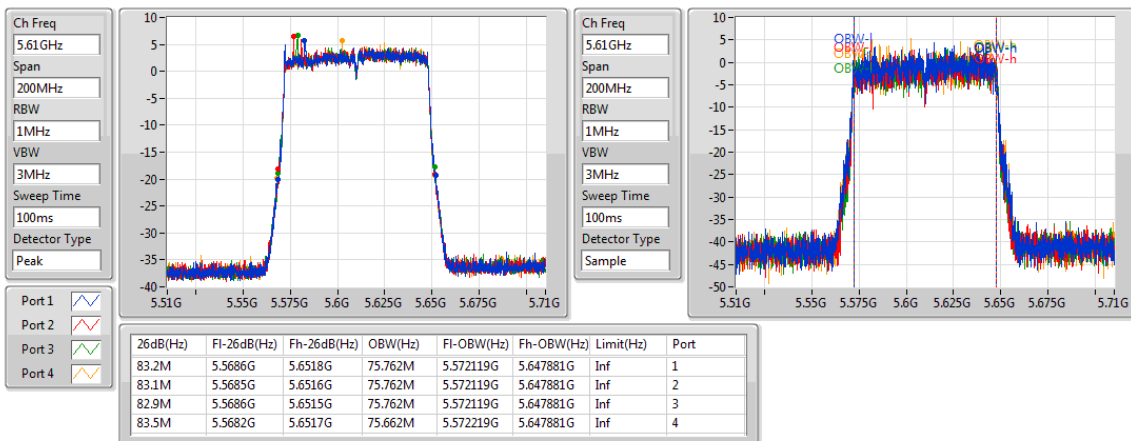 Ch Freq
5.61GHz
Span
200MHz
RBW
1MHz
VBW
3MHz
Sweep Time
100ms
Detector Type
Peak
Port 1
Port 2
Port 3
Port 4
10
5
0
-5
-10
-15
-20
-25
-30
-35
-40
5.51G 5.55G 5.575G 5.6G 5.625G 5.65G 5.675G 5.71G
Ch Freq
5.61GHz
Span
200MHz
RBW
1MHz
VBW
3MHz
Sweep Time
100ms
Detector Type
Sample
10
5
0
-5
-10
-15
-20
-25
-30
-35
-40
-45
-50
OBW-l
OBW-h
OBW-h
5.51G 5.55G 5.575G 5.6G 5.625G 5.65G 5.675G 5.71G
26dB(Hz) Fl-26dB(Hz) Fh-26dB(Hz) OBW(Hz) Fl-OBW(Hz) Fh-OBW(Hz) Limit(Hz) Port
83.2M 5.5686G 5.6518G 75.762M 5.572119G 5.647881G Inf 1
83.1M 5.5685G 5.6516G 75.762M 5.572119G 5.647881G Inf 2
82.9M 5.5686G 5.6515G 75.762M 5.572119G 5.647881G Inf 3
83.5M 5.5682G 5.6517G 75.662M 5.572219G 5.647881G Inf 4